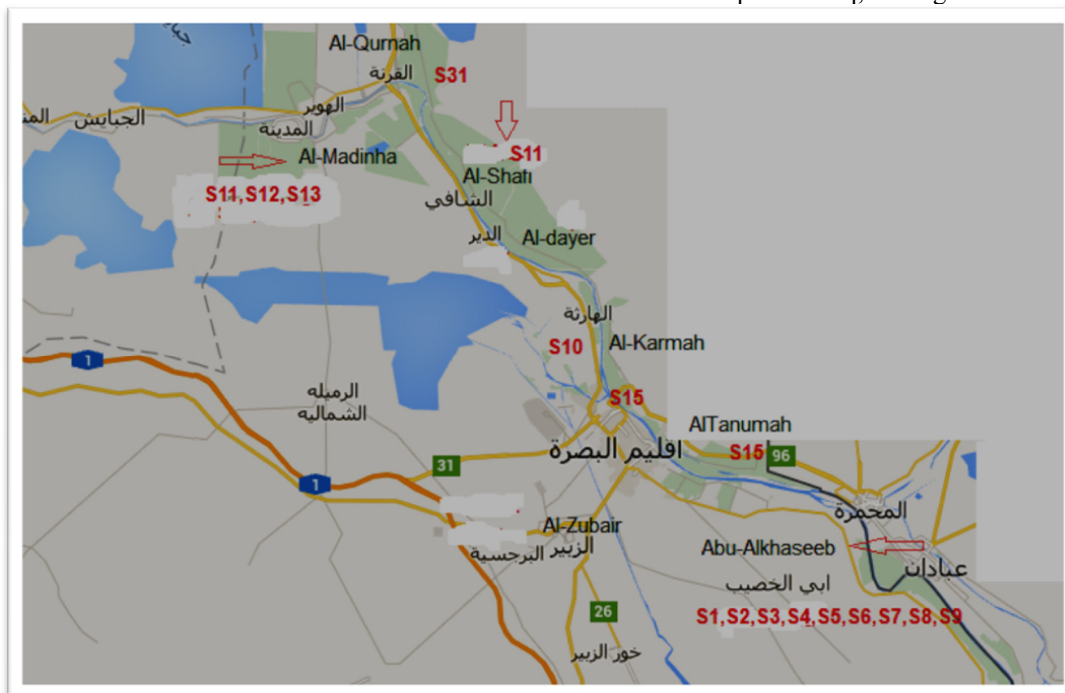 Al-Qurnah
القرنة
S31
الهوير
الجبايش
المدينة
S11
Al-Madinha
Al-Shati
S11,S12,S13
الشافي
الدير
Al-dayer
الهارثة
S10
Al-Karmah
1
الرميله
الشماليه
S15
AlTanumah
اقليم البصرة
S15
96
31
1
المحمرة
Al-Zubair
الزبير
البرجسية
Abu-Alkhaseeb
عبادان
ابي الخصيب
26
S1,S2,S3,S4,S5,S6,S7,S8,S9
خور الزبير